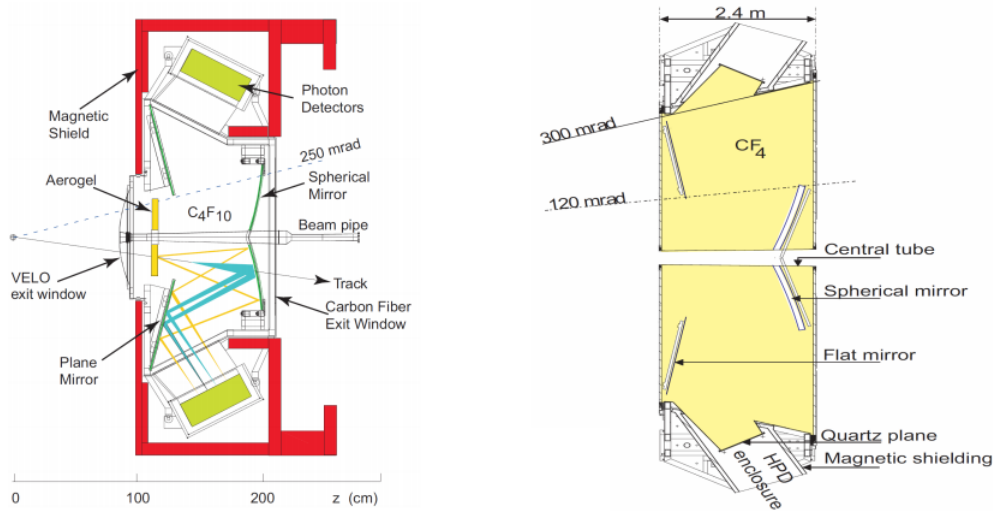 Magnetic
Shield
Aerogel
VELO
exit window
Plane
Mirror
Photon
Detectors
250 mrad
Spherical
Mirror
C4F10
Beam pipe
Track
Carbon Fiber
Exit Window
0
100
200
z (cm)
2.4 m
300 mrad
CF4
120 mrad
Central tube
Spherical mirror
Flat mirror
Quartz plane
Magnetic shielding
HPD
enclosure